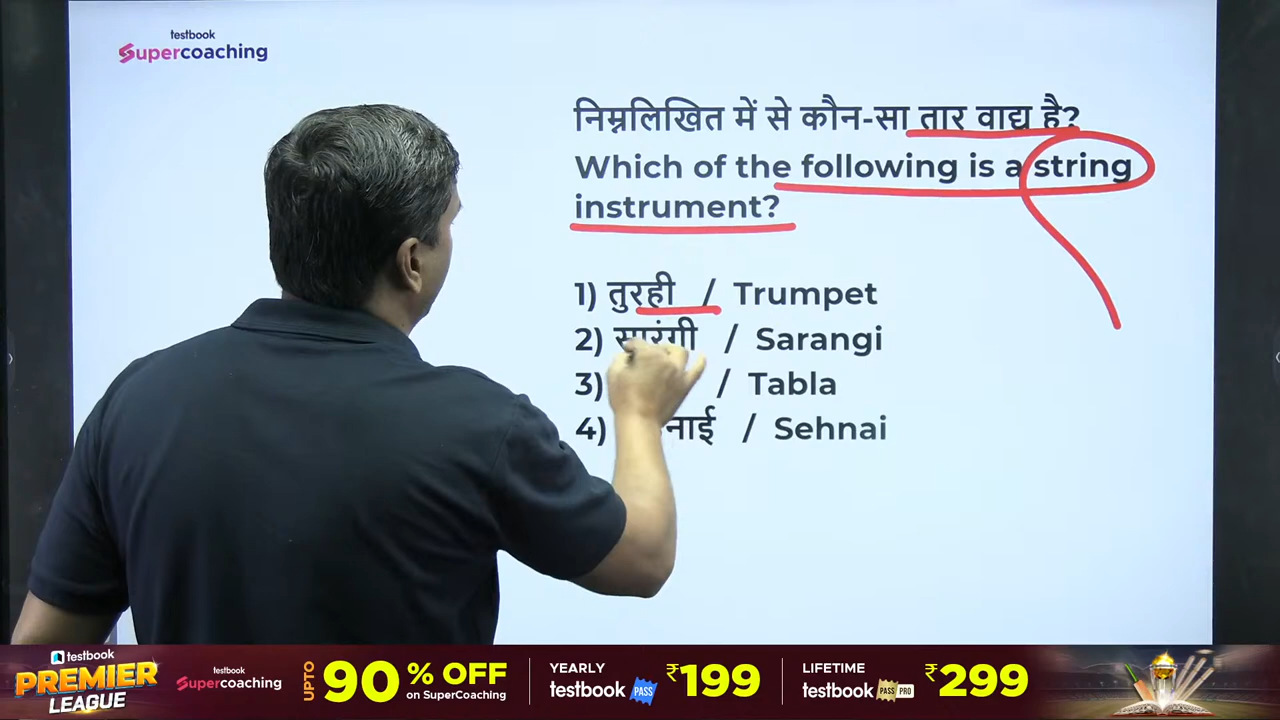 testbook
Supercoaching
निम्नलिखित में से कौन-सा तार वाद्य है?
Which of the following is a string
instrument?
1) तुरही / Trumpet
2) सारंगी / Sarangi
3) / Tabla
4) / Sehnai
testbook
PREMIER
LEAGUE
testbook
Supercoaching
UPTO 90% OFF
on SuperCoaching
YEARLY
testbook PASS
₹199
LIFETIME
testbook PASS PRO
₹299